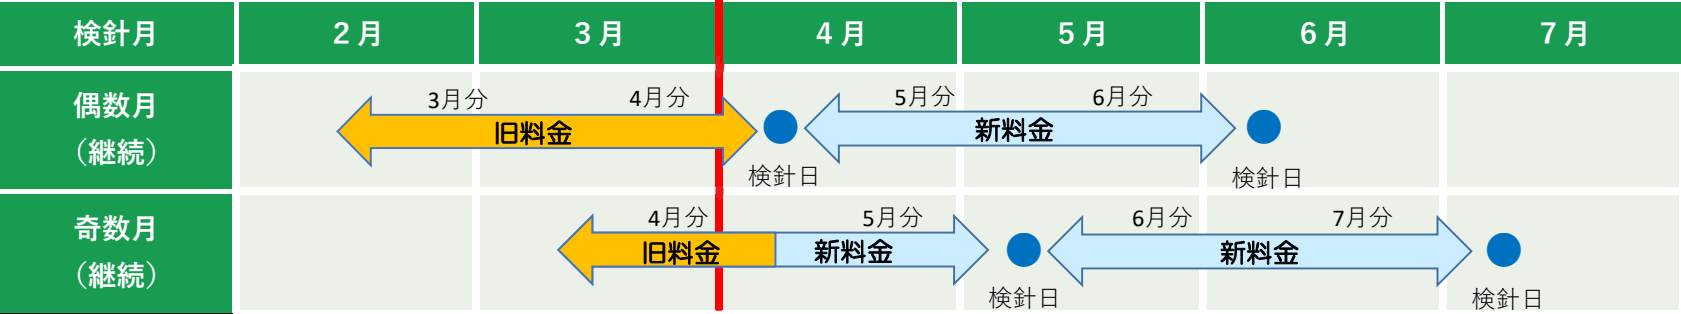 検針月
2月
3月
4月
5月
6月
7月
偶数月
（継続）
3月分
4月分
旧料金
検針日
5月分
6月分
新料金
検針日
奇数月
（継続）
4月分
旧料金
5月分
新料金
検針日
6月分
7月分
新料金
検針日